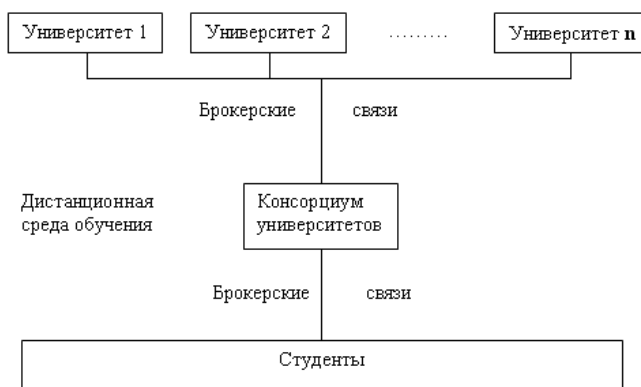 Университет 1
Университет 2
.........
Университет n
Брокерские связи
Дистанционная
среда обучения
Консорциум
университетов
Брокерские связи
Студенты